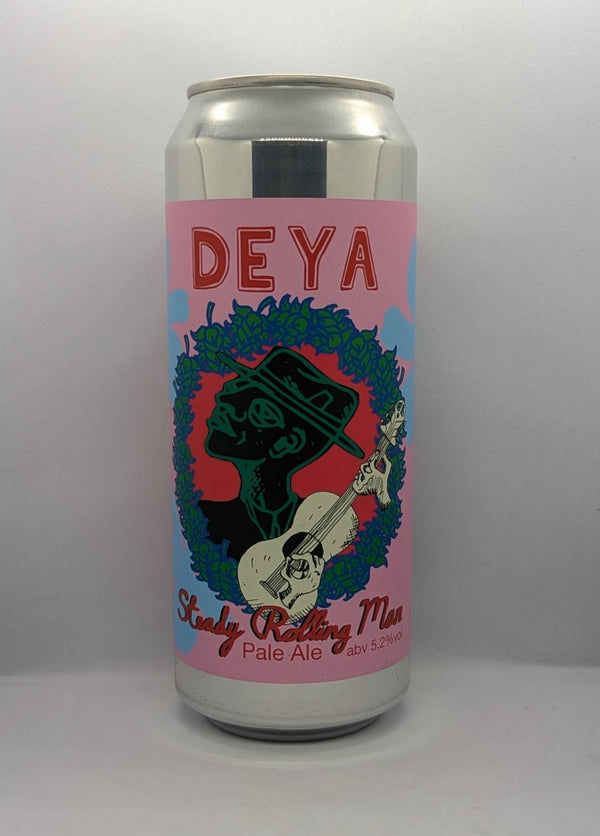 DEYA
Steady Rolling Man
Pale Ale abv 5.2%vol